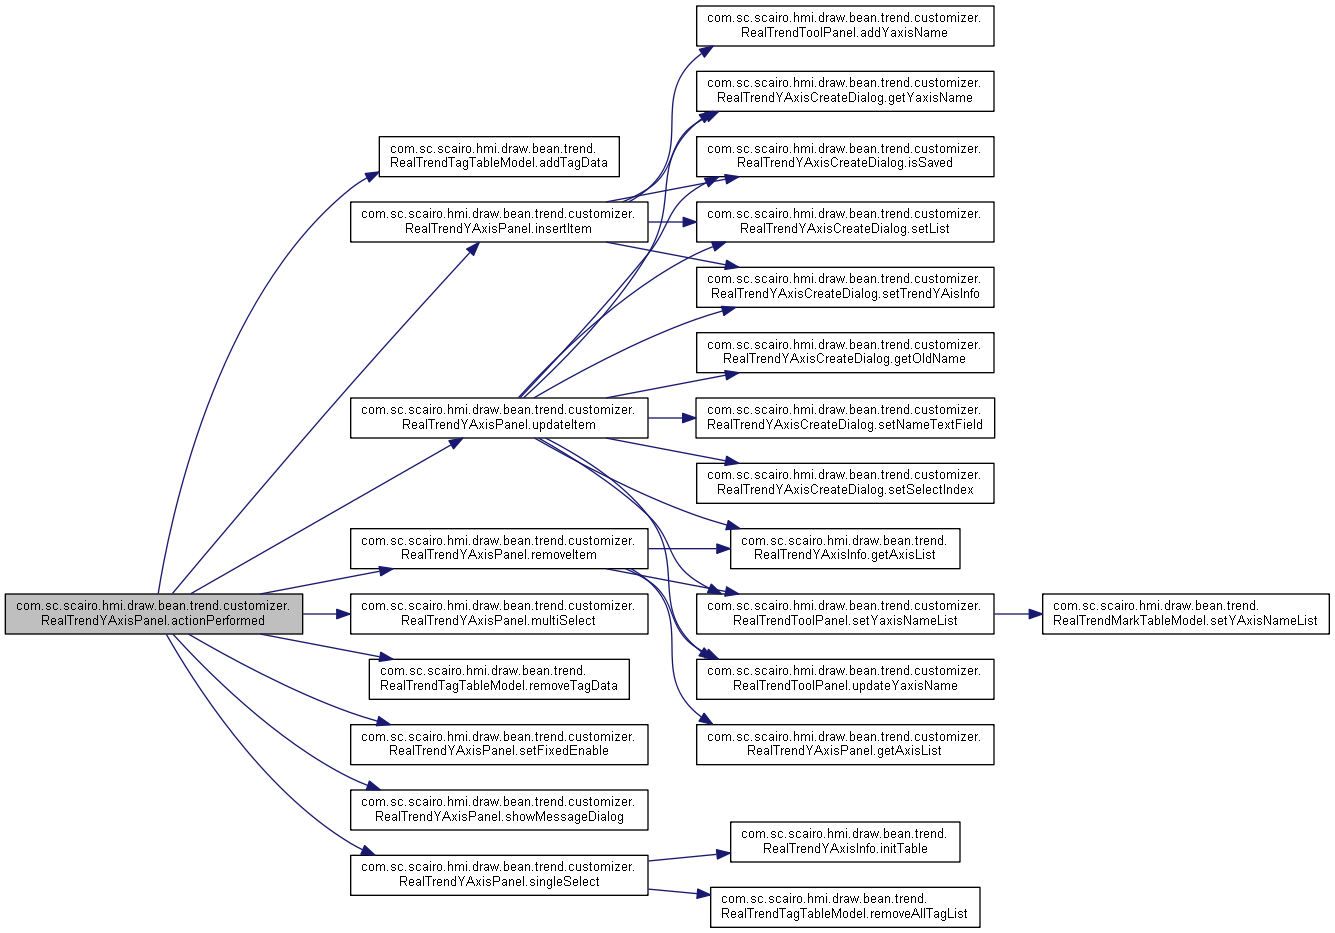 com.sc.scairo.hmi.draw.bean.trend.customizer.
RealTrendYAxisPanel.actionPerformed
com.sc.scairo.hmi.draw.bean.trend.
RealTrendTagTableModel.addTagData
com.sc.scairo.hmi.draw.bean.trend.customizer.
RealTrendYAxisPanel.insertItem
com.sc.scairo.hmi.draw.bean.trend.customizer.
RealTrendYAxisPanel.updateItem
com.sc.scairo.hmi.draw.bean.trend.customizer.
RealTrendYAxisPanel.removeItem
com.sc.scairo.hmi.draw.bean.trend.customizer.
RealTrendYAxisPanel.multiSelect
com.sc.scairo.hmi.draw.bean.trend.
RealTrendTagTableModel.removeTagData
com.sc.scairo.hmi.draw.bean.trend.customizer.
RealTrendYAxisPanel.setFixedEnable
com.sc.scairo.hmi.draw.bean.trend.customizer.
RealTrendYAxisPanel.showMessageDialog
com.sc.scairo.hmi.draw.bean.trend.customizer.
RealTrendYAxisPanel.singleSelect
com.sc.scairo.hmi.draw.bean.trend.customizer.
RealTrendToolPanel.addYaxisName
com.sc.scairo.hmi.draw.bean.trend.customizer.
RealTrendYAxisCreateDialog.getYaxisName
com.sc.scairo.hmi.draw.bean.trend.customizer.
RealTrendYAxisCreateDialog.isSaved
com.sc.scairo.hmi.draw.bean.trend.customizer.
RealTrendYAxisCreateDialog.setList
com.sc.scairo.hmi.draw.bean.trend.customizer.
RealTrendYAxisCreateDialog.setTrendYAisInfo
com.sc.scairo.hmi.draw.bean.trend.customizer.
RealTrendYAxisCreateDialog.getOldName
com.sc.scairo.hmi.draw.bean.trend.customizer.
RealTrendYAxisCreateDialog.setNameTextField
com.sc.scairo.hmi.draw.bean.trend.customizer.
RealTrendYAxisCreateDialog.setSelectIndex
com.sc.scairo.hmi.draw.bean.trend.
RealTrendYAxisInfo.getAxisList
com.sc.scairo.hmi.draw.bean.trend.customizer.
RealTrendToolPanel.setYaxisNameList
com.sc.scairo.hmi.draw.bean.trend.customizer.
RealTrendToolPanel.updateYaxisName
com.sc.scairo.hmi.draw.bean.trend.customizer.
RealTrendYAxisPanel.getAxisList
com.sc.scairo.hmi.draw.bean.trend.
RealTrendYAxisInfo.initTable
com.sc.scairo.hmi.draw.bean.trend.
RealTrendTagTableModel.removeAllTagList
com.sc.scairo.hmi.draw.bean.trend.
RealTrendMarkTableModel.setYAxisNameList